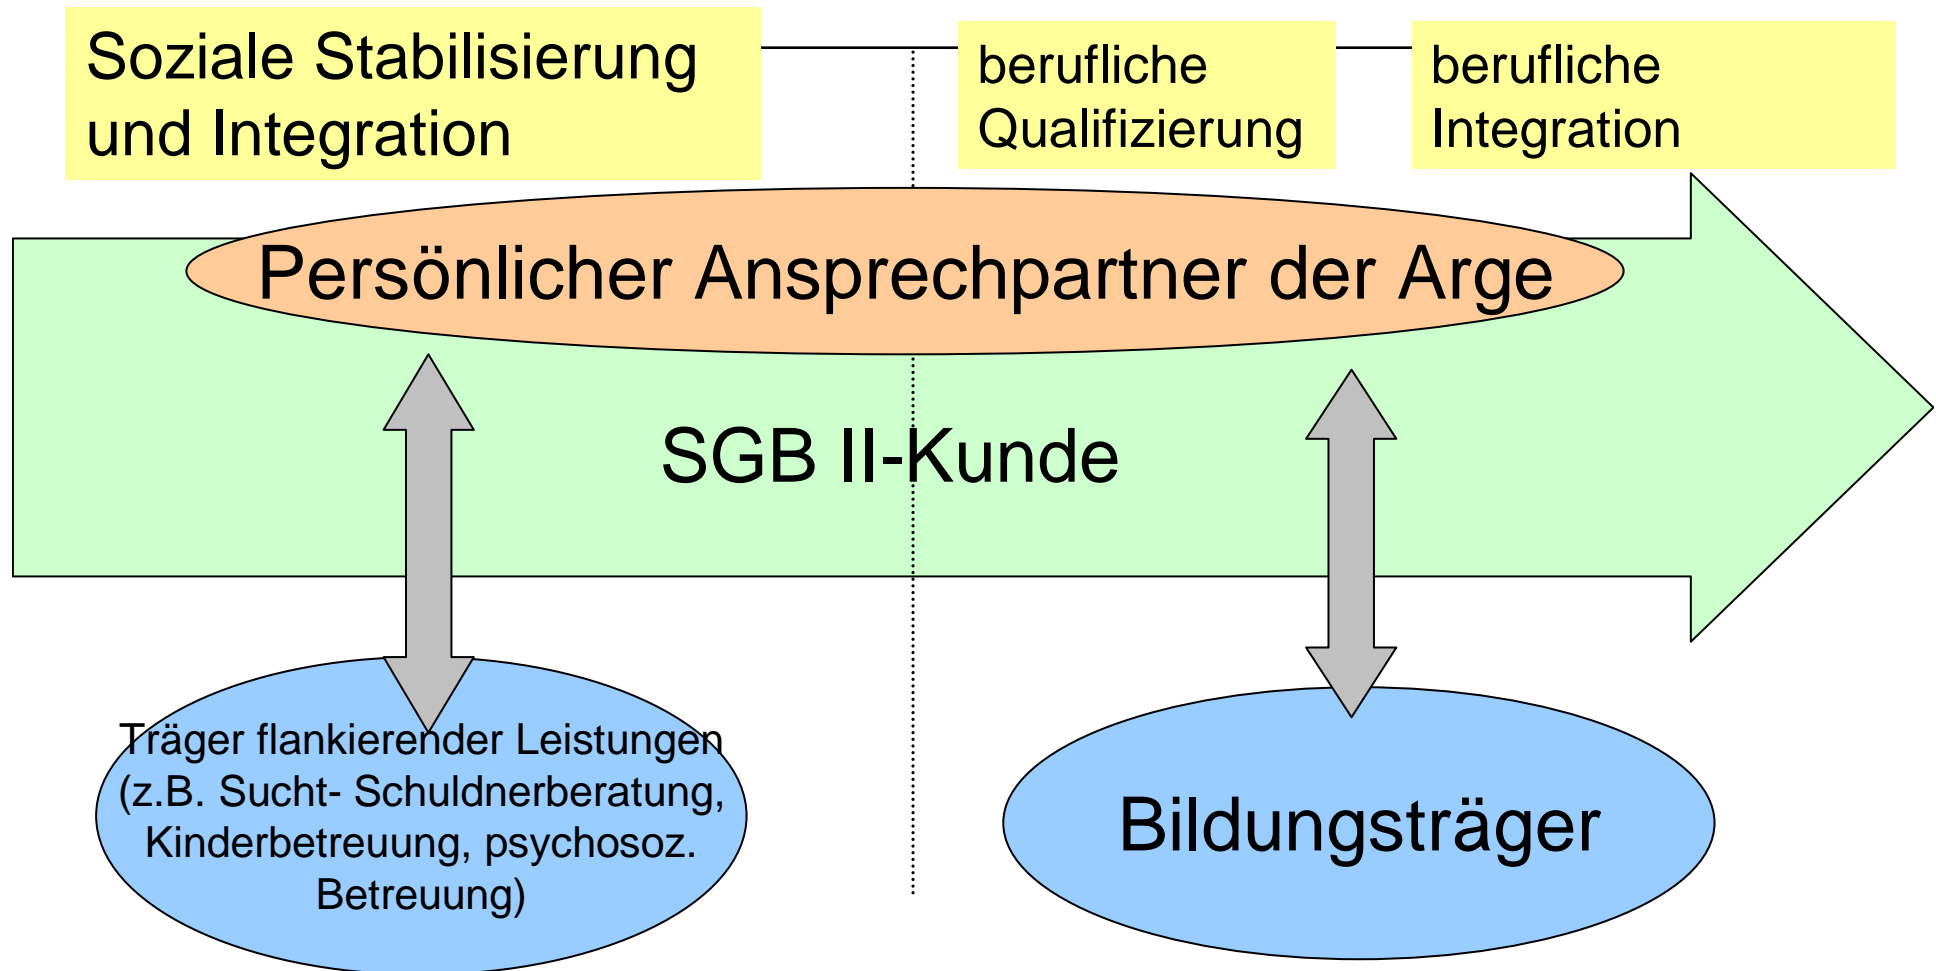 Soziale Stabilisierung
und Integration
berufliche
Qualifizierung
berufliche
Integration
Persönlicher Ansprechpartner der Arge
SGB II-Kunde
Träger flankierender Leistungen
(z.B. Sucht- Schuldnerberatung,
Kinderbetreuung, psychosoz.
Betreuung)
Bildungsträger